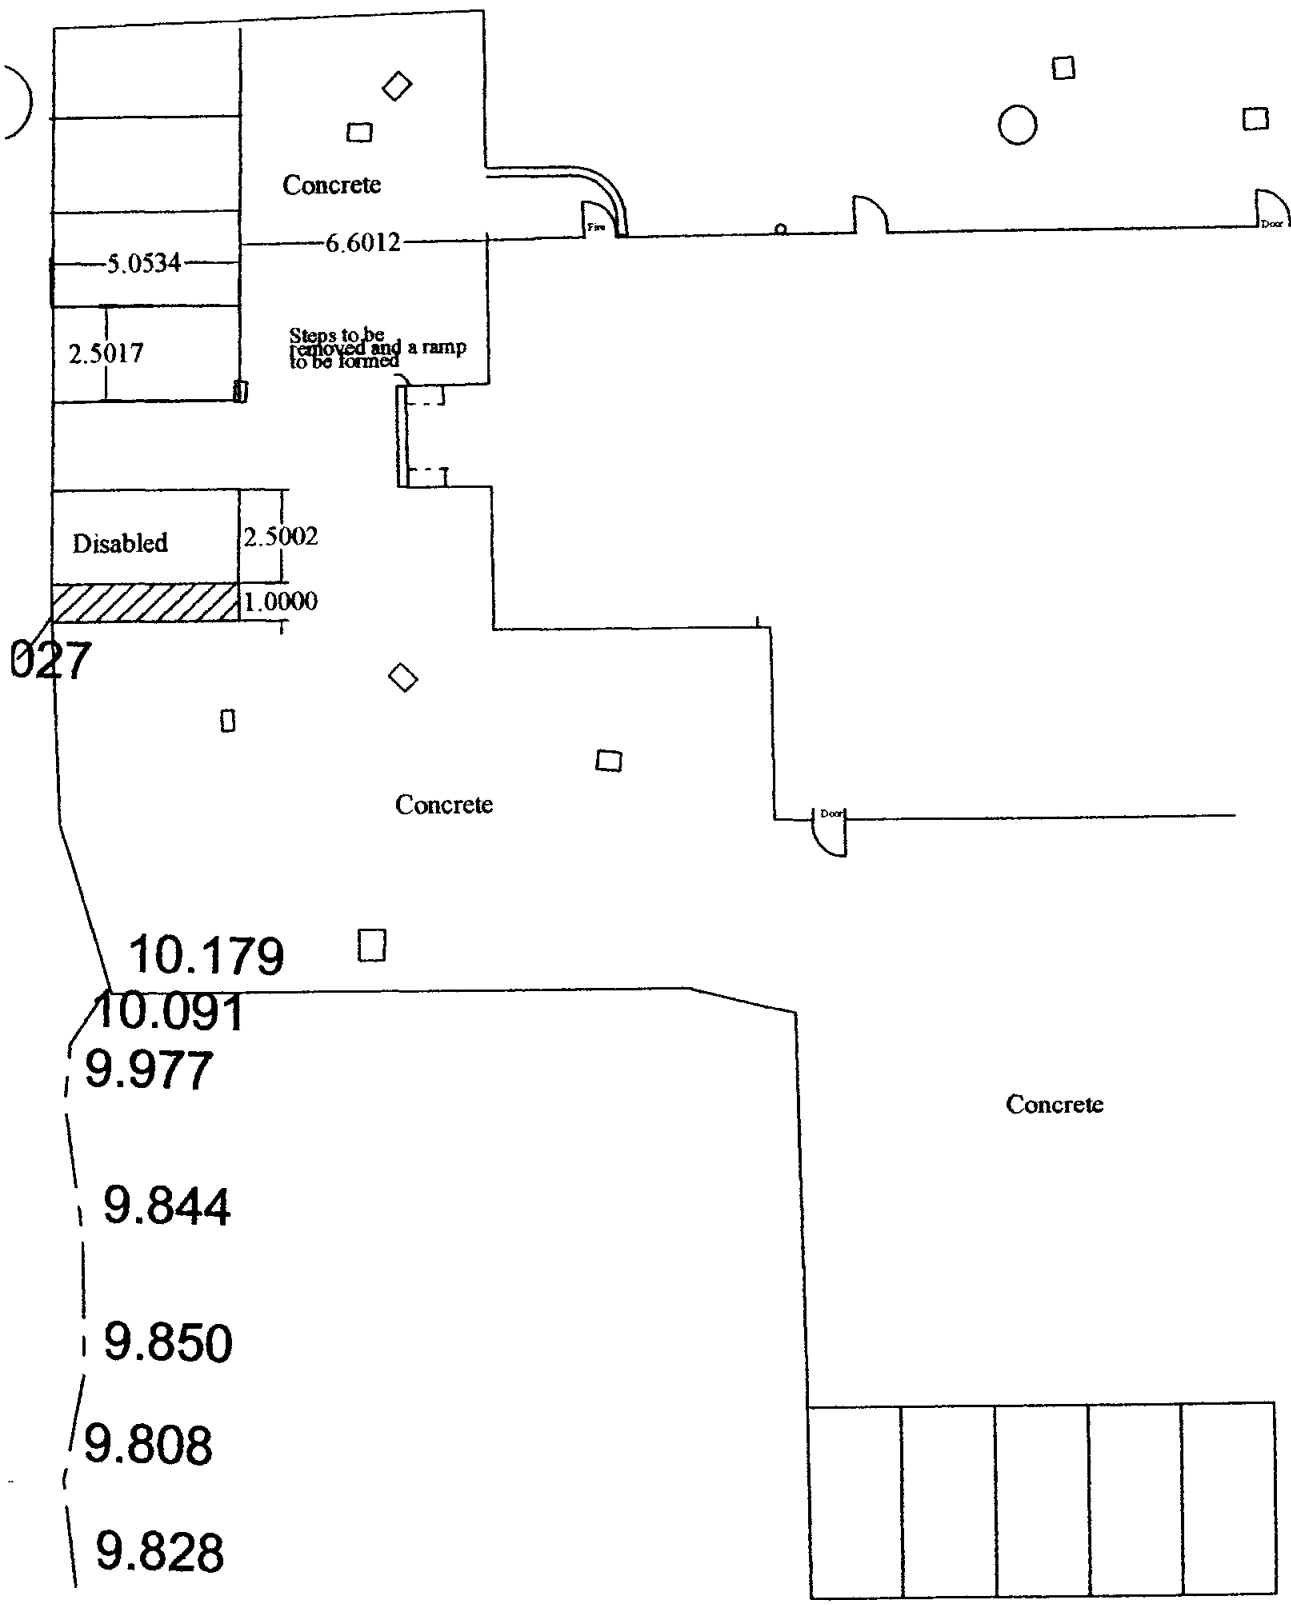 Concrete
Fire
Door
6.6012
5.0534
Steps to be
removed and a ramp
to be formed
2.5017
Disabled
2.5002
1.0000
027
Concrete
Door
10.179
10.091
9.977
Concrete
9.844
9.850
9.808
9.828